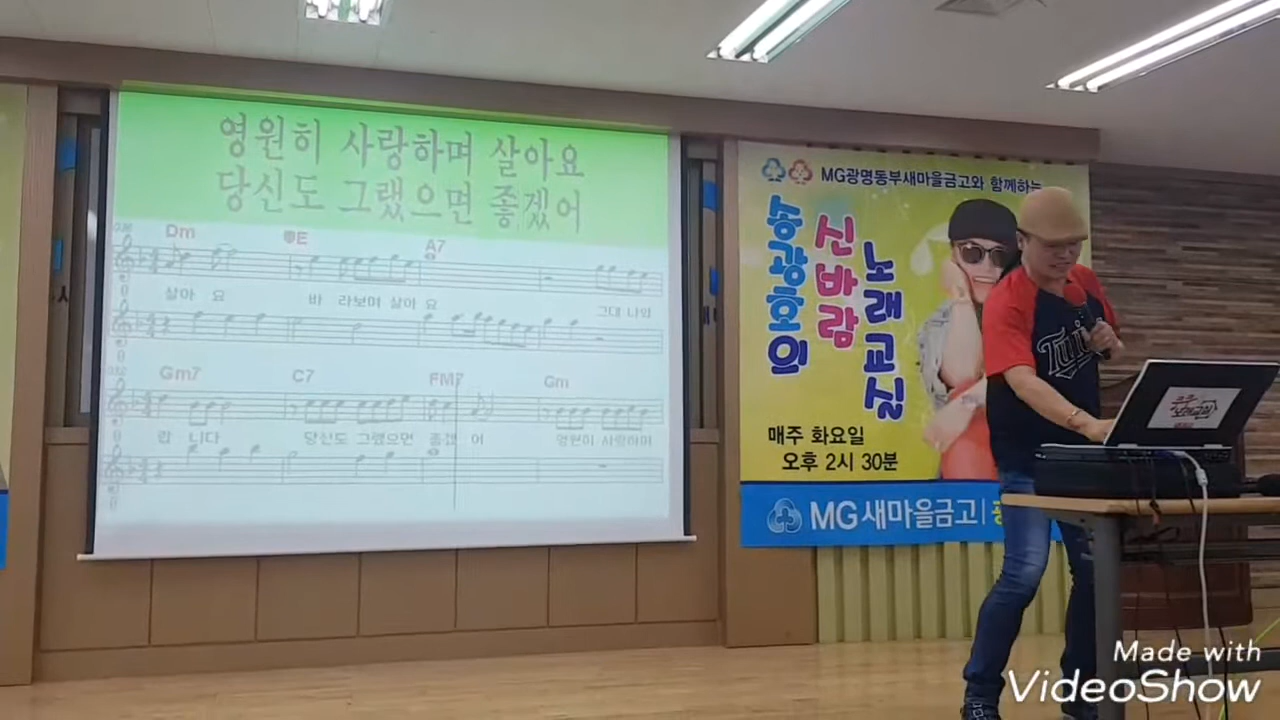 영원히 사랑하며 살아요
당신도 그랬으면 좋겠어
Dm E A7
살아 요 바 라보며 살아 요 그대 나와
Gm7 C7 FM7 Gm
랍 니다 당신도 그랬으면 좋겠 어 영원히 사랑하며
MG광명동부새마을금고와 함께하는
신바람
노래교실
매주 화요일
오후 2시 30분
MG새마을금고
Twins
Made with
VideoShow